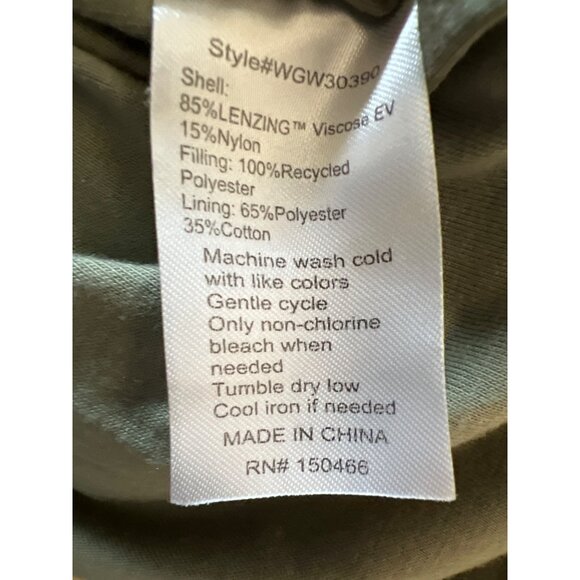 Style#WGW30390
Shell:
85%LENZING™ Viscose EV
15%Nylon
Filling: 100%Recycled
Polyester
Lining: 65%Polyester
35%Cotton
Machine wash cold
with like colors
Gentle cycle
Only non-chlorine
bleach when
needed
Tumble dry low
Cool iron if needed
MADE IN CHINA
RN# 150466